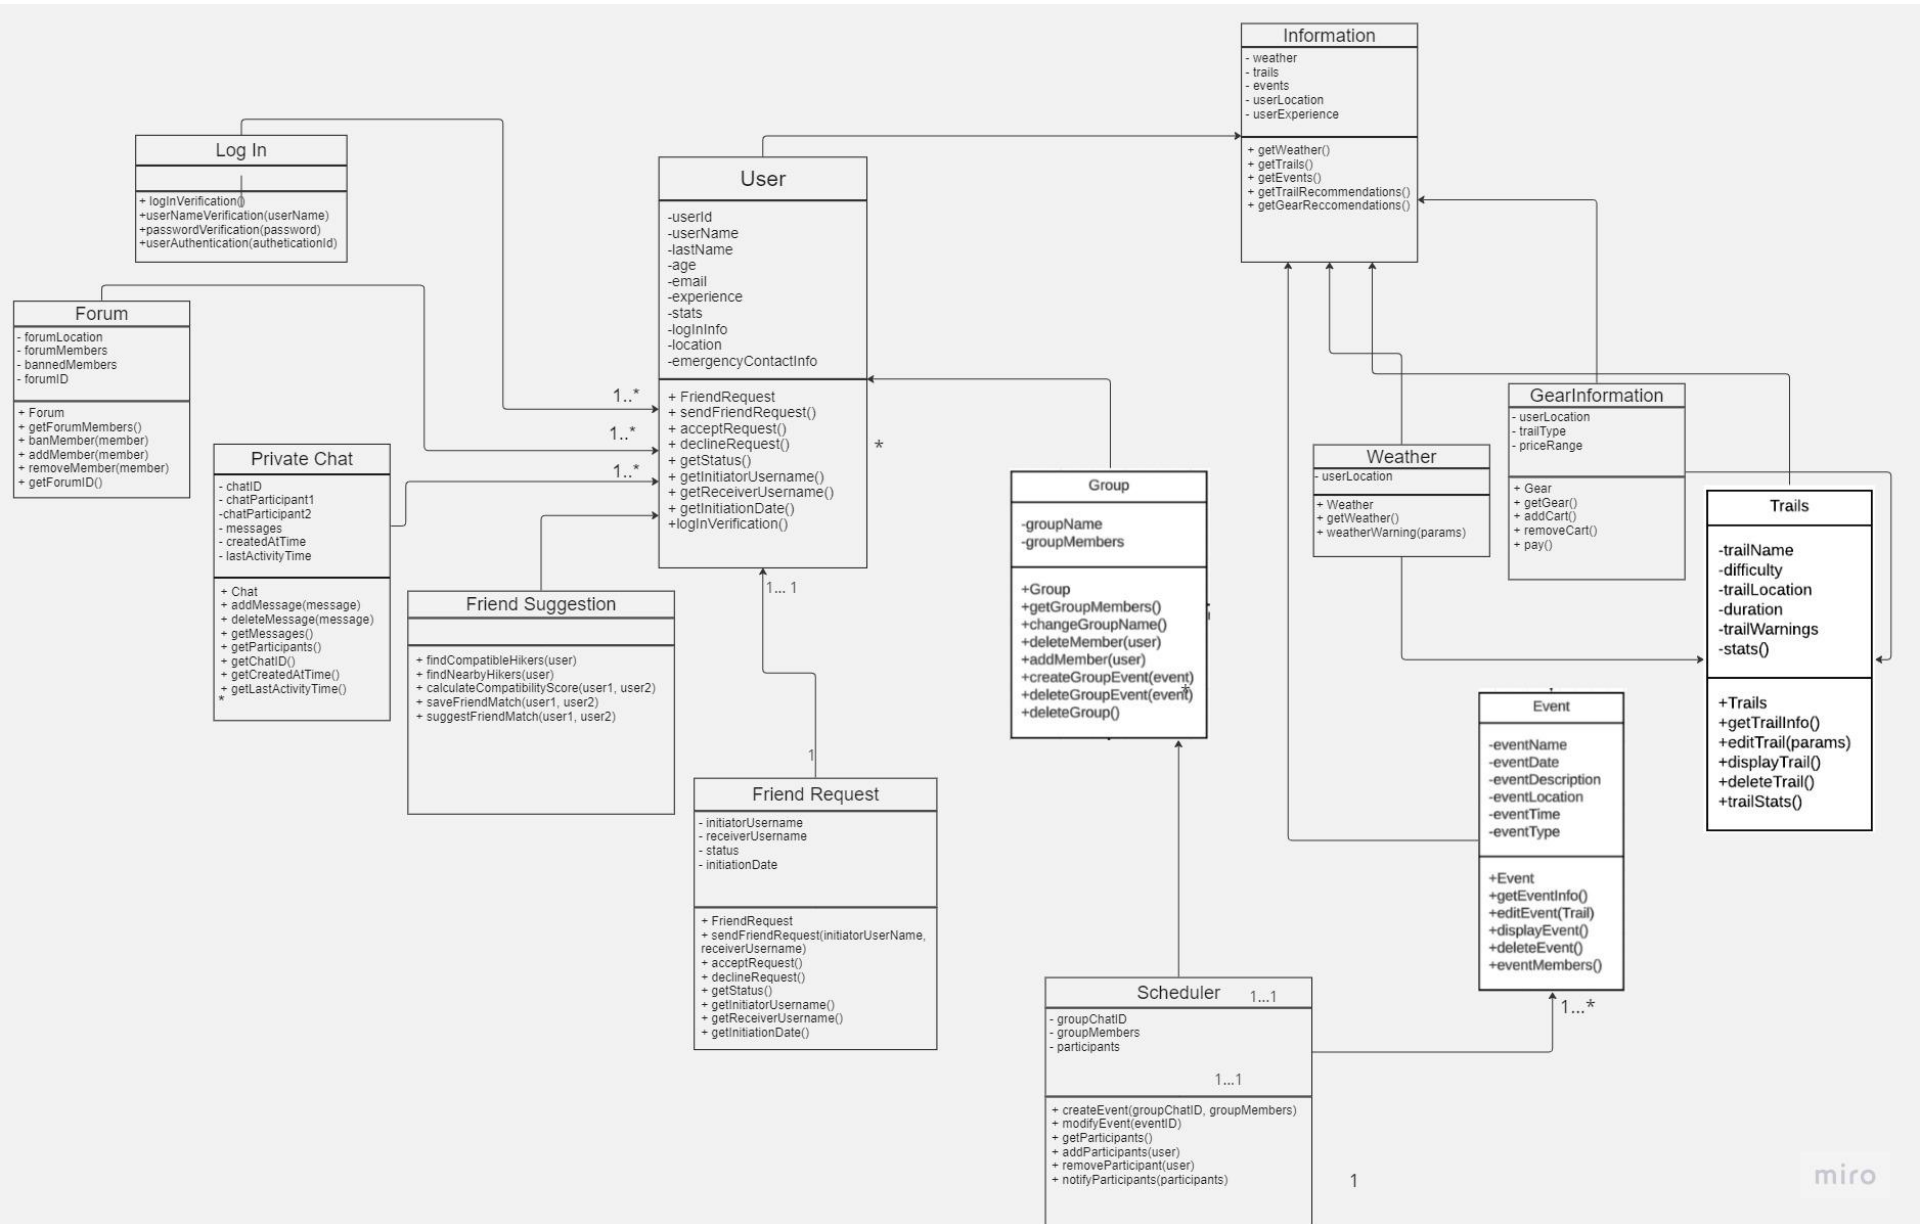 Information
- weather
- trails
- events
- userLocation
- userExperience
+ getWeather()
+ getTrails()
+ getEvents()
+ getTrailRecommendations()
+ getGearReccomendations()
Log In
+ logInVerification()
+userNameVerification(userName)
+passwordVerification(password)
+userAuthentication(autheticationId)
User
-userId
-userName
-lastName
-age
-email
-experience
-stats
-logInInfo
-location
-emergencyContactInfo
+ FriendRequest
+ sendFriendRequest()
+ acceptRequest()
+ declineRequest()
+ getStatus()
+ getInitiatorUsername()
+ getReceiverUsername()
+ getInitiationDate()
+logInVerification()
1..*
1..*
1..*
*
1... 1
1
Forum
- forumLocation
- forumMembers
- bannedMembers
- forumID
+ Forum
+ getForumMembers()
+ banMember(member)
+ addMember(member)
+ removeMember(member)
+ getForumID()
Private Chat
- chatID
- chatParticipant1
-chatParticipant2
- messages
- createdAtTime
- lastActivityTime
+ Chat
+ addMessage(message)
+ deleteMessage(message)
+ getMessages()
+ getParticipants()
+ getChatID()
+ getCreatedAtTime()
+ getLastActivityTime()
*
Friend Suggestion
+ findCompatibleHikers(user)
+ findNearbyHikers(user)
+ calculateCompatibilityScore(user1, user2)
+ saveFriendMatch(user1, user2)
+ suggestFriendMatch(user1, user2)
Friend Request
- initiatorUsername
- receiverUsername
- status
- initiationDate
+ FriendRequest
+ sendFriendRequest(initiatorUserName,
receiverUsername)
+ acceptRequest()
+ declineRequest()
+ getStatus()
+ getInitiatorUsername()
+ getReceiverUsername()
+ getInitiationDate()
Group
-groupName
-groupMembers
+Group
+getGroupMembers()
+changeGroupName()
+deleteMember(user)
+addMember(user)
+createGroupEvent(event)
+deleteGroupEvent(event)
+deleteGroup()
*
Weather
- userLocation
+ Weather
+ getWeather()
+ weatherWarning(params)
GearInformation
- userLocation
- trailType
- priceRange
+ Gear
+ getGear()
+ addCart()
+ removeCart()
+ pay()
Trails
-trailName
-difficulty
-trailLocation
-duration
-trailWarnings
-stats()
+Trails
+getTrailInfo()
+editTrail(params)
+displayTrail()
+deleteTrail()
+trailStats()
Event
-eventName
-eventDate
-eventDescription
-eventLocation
-eventTime
-eventType
+Event
+getEventInfo()
+editEvent(Trail)
+displayEvent()
+deleteEvent()
+eventMembers()
1...*
Scheduler
1...1
- groupChatID
- groupMembers
- participants
1...1
+ createEvent(groupChatID, groupMembers)
+ modifyEvent(eventID)
+ getParticipants()
+ addParticipants(user)
+ removeParticipant(user)
+ notifyParticipants(participants)
1
miro